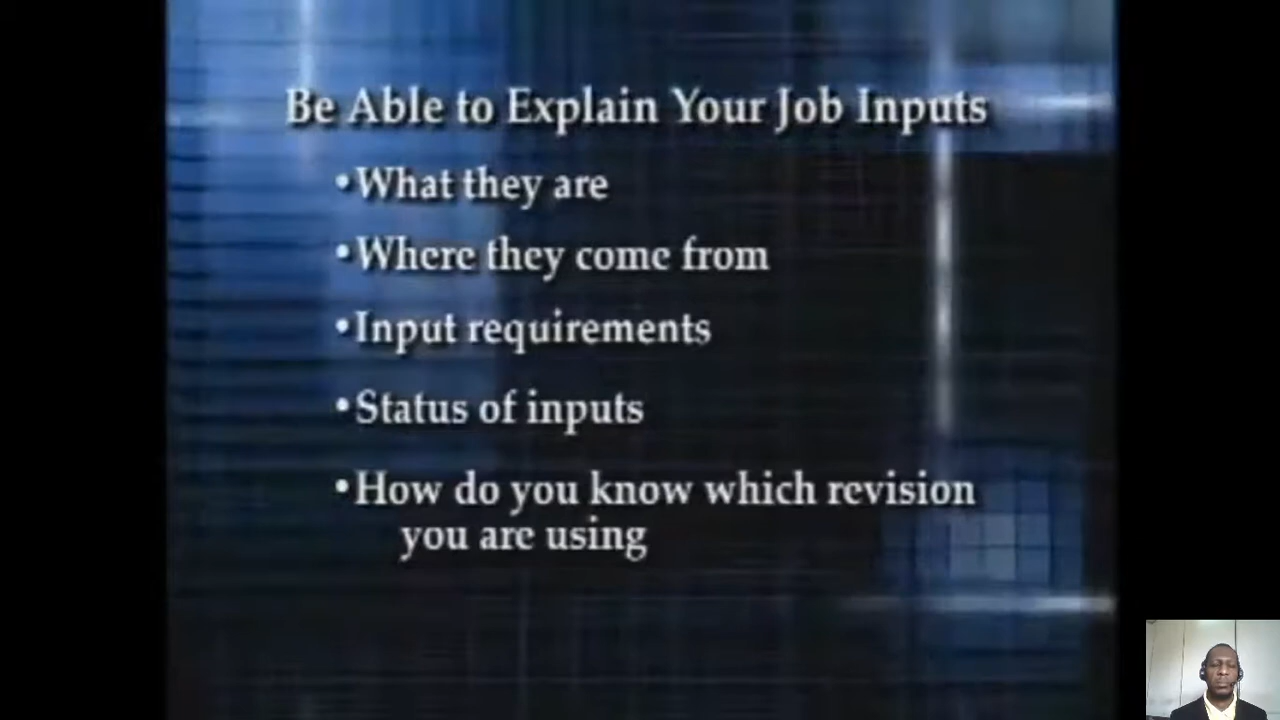 Be Able to Explain Your Job Inputs
•What they are
•Where they come from
•Input requirements
•Status of inputs
•How do you know which revision
you are using